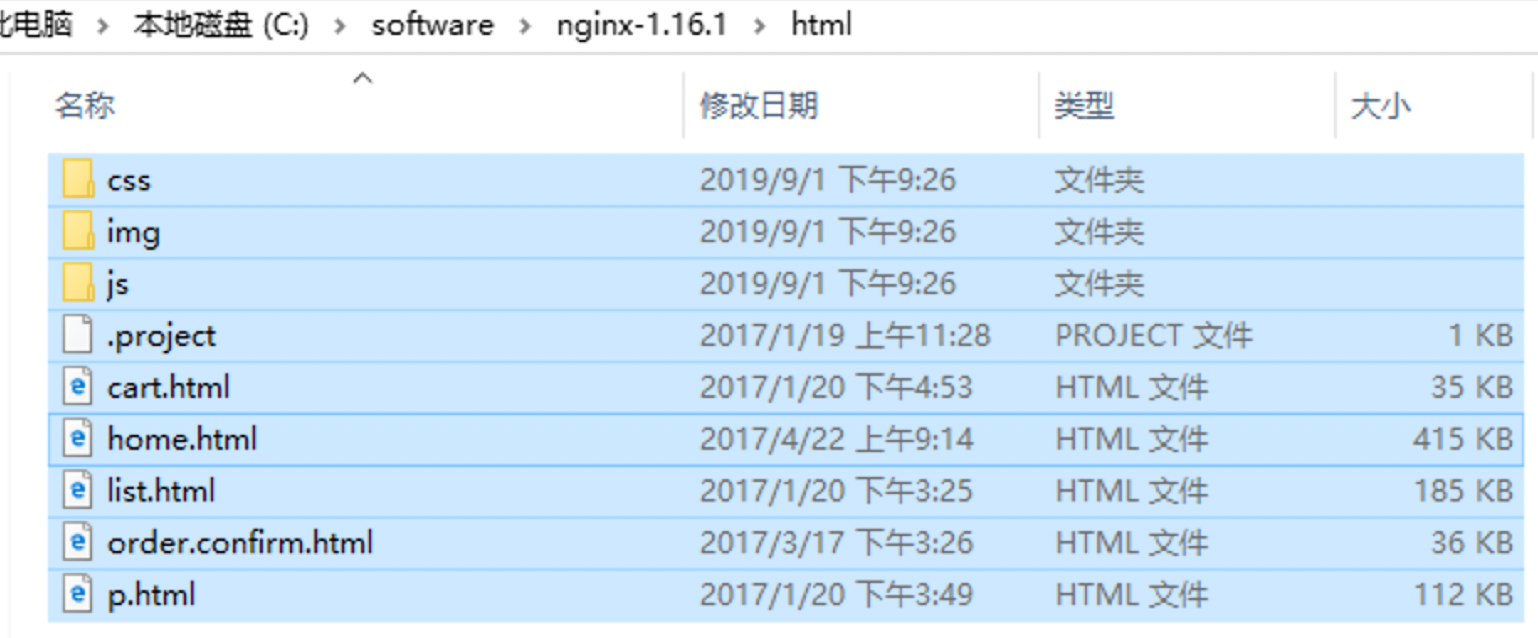 此电脑 › 本地磁盘 (C:) › software › nginx-1.16.1 › html
名称 修改日期 类型 大小
css 2019/9/1 下午9:26 文件夹
img 2019/9/1 下午9:26 文件夹
js 2019/9/1 下午9:26 文件夹
.project 2017/1/19 上午11:28 PROJECT 文件 1 KB
cart.html 2017/1/20 下午4:53 HTML 文件 35 KB
home.html 2017/4/22 上午9:14 HTML 文件 415 KB
list.html 2017/1/20 下午3:25 HTML 文件 185 KB
order.confirm.html 2017/3/17 下午3:26 HTML 文件 36 KB
p.html 2017/1/20 下午3:49 HTML 文件 112 KB